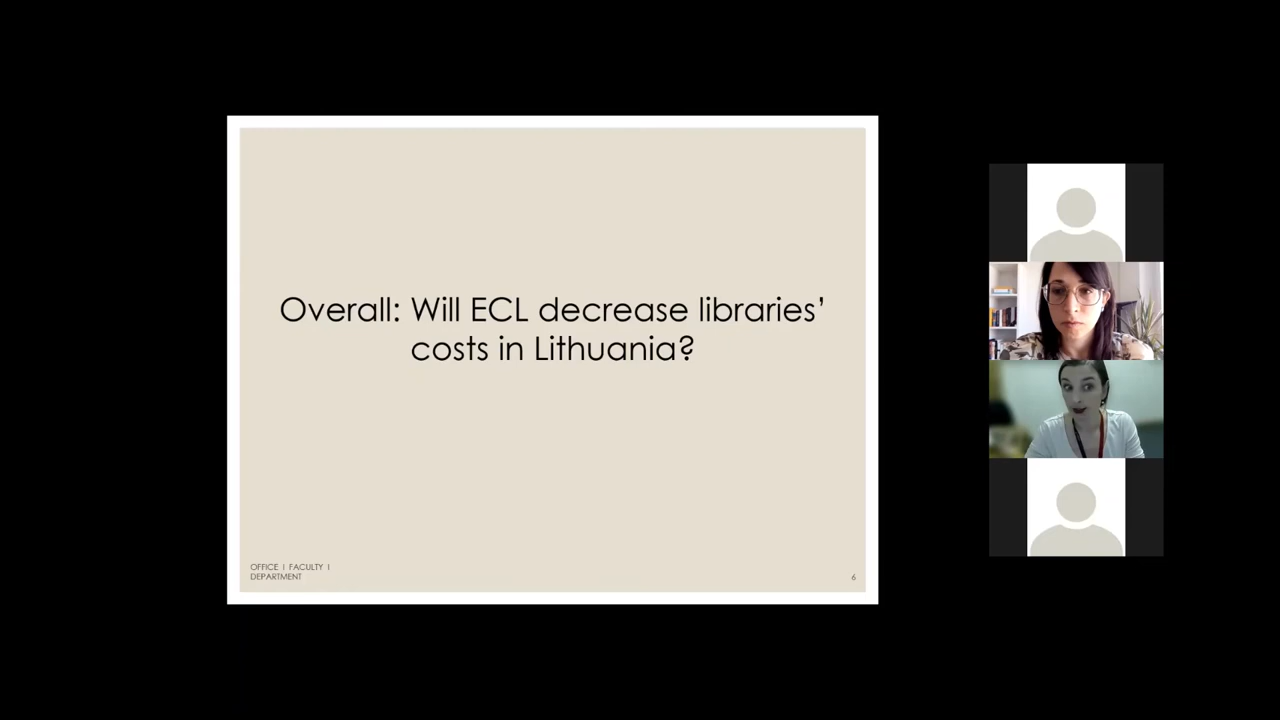 Overall: Will ECL decrease libraries’
costs in Lithuania?
OFFICE | FACULTY |
DEPARTMENT
6